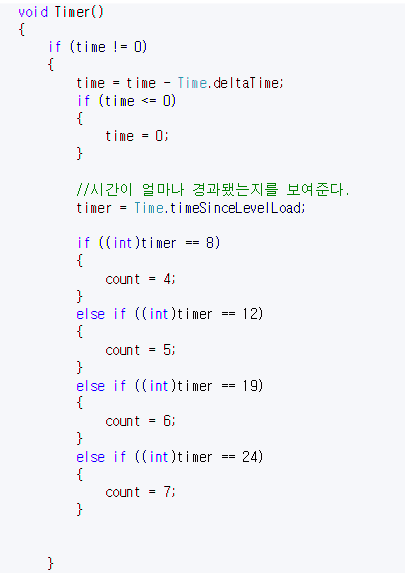 void Timer()
{
if (time != 0)
{
time = time - Time.deltaTime;
if (time <= 0)
{
time = 0;
}
//시간이 얼마나 경과됐는지를 보여준다.
timer = Time.timeSinceLevelLoad;
if ((int)timer == 8)
{
count = 4;
}
else if ((int)timer == 12)
{
count = 5;
}
else if ((int)timer == 19)
{
count = 6;
}
else if ((int)timer == 24)
{
count = 7;
}
}